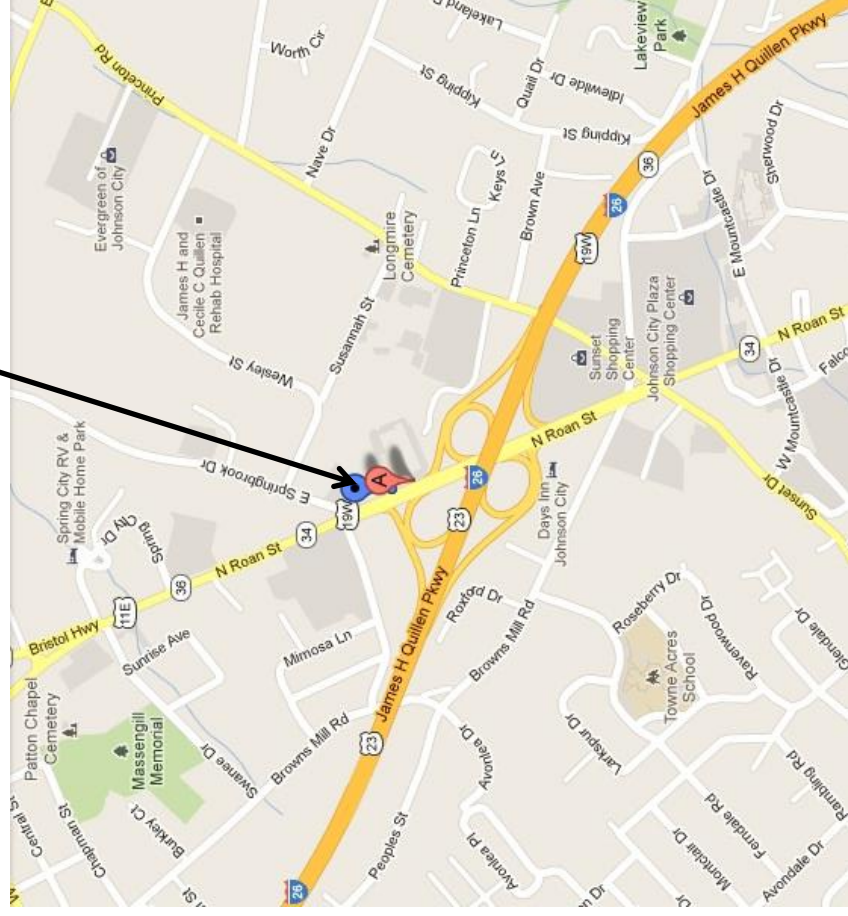 Lakeland Dr
Lakeview
Park
Worth Cir
Princeton Rd
Kipping St
Quail Dr
Idlewilde Dr
James H Quillen Pkwy
Evergreen of
Johnson City
Nave Dr
Kipping St
Keys Ln
36
Sherwood Dr
James H and
Cecile C Quillen
Rehab Hospital
Longmire
Cemetery
Princeton Ln
Brown Ave
26
19W
E Mountcastle Dr
Susannah St
Wesley St
Sunset
Shopping
Center
Johnson City Plaza
Shopping Center
N Roan St
34
Spring City RV &
Mobile Home Park
E Springbrook Dr
A
N Roan St
W Mountcastle Dr
Falco
Spring
City Dr
19W
34
26
Days Inn
Johnson City
Sunset Dr
N Roan St
36
23
11E
Bristol Hwy
Sunrise Ave
Mimosa Ln
James H Quillen Pkwy
Roxford Dr
Browns Mill Rd
Roseberry Dr
Ravenwood Dr
Glendale Dr
Patton Chapel
Cemetery
Massengill
Memorial
Swanee Dr
Browns Mill Rd
23
Avonlea Dr
Larkspur Dr
Towne Acres
School
Central St
Chapman St
Burkley Ct
Peoples St
Avonlea Pl
Ferndale Rd
Montclair Dr
Rambling Rd
Avondale Dr
26